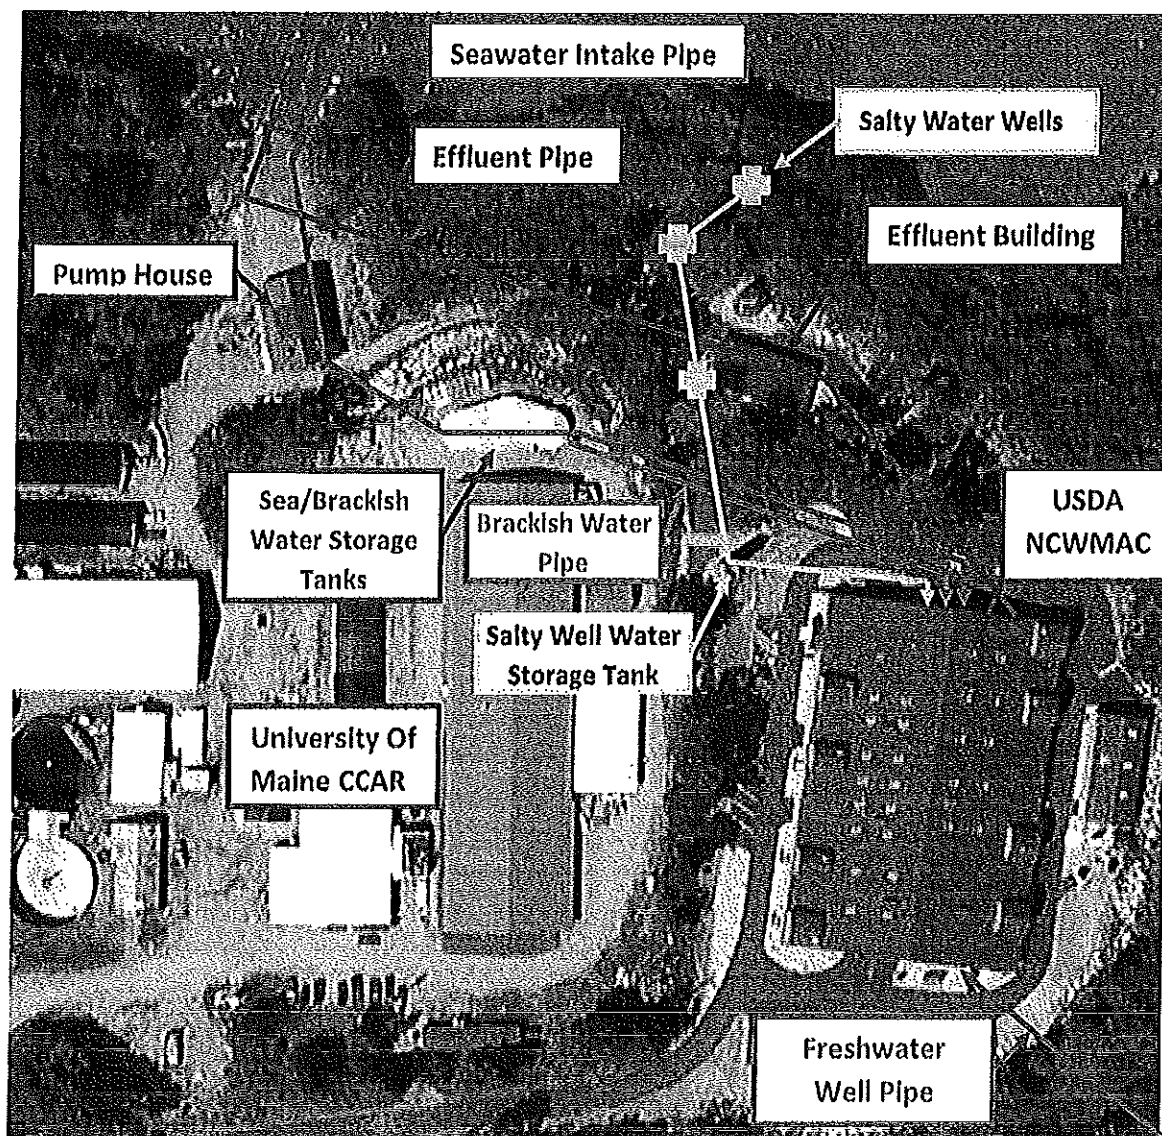 Seawater Intake Pipe
Salty Water Wells
Effluent Pipe
Effluent Building
Pump House
Sea/Brackish
Water Storage
Tanks
Brackish Water
Pipe
USDA
NCWMAC
Salty Well Water
Storage Tank
University Of
Maine CCAR
Freshwater
Well Pipe